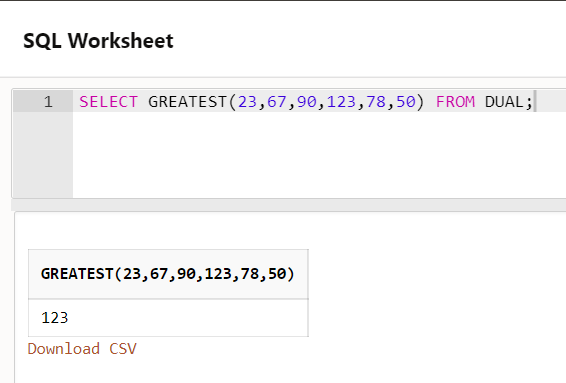 SQL Worksheet
1 SELECT GREATEST(23,67,90,123,78,50) FROM DUAL;
GREATEST(23,67,90,123,78,50)
123
Download CSV